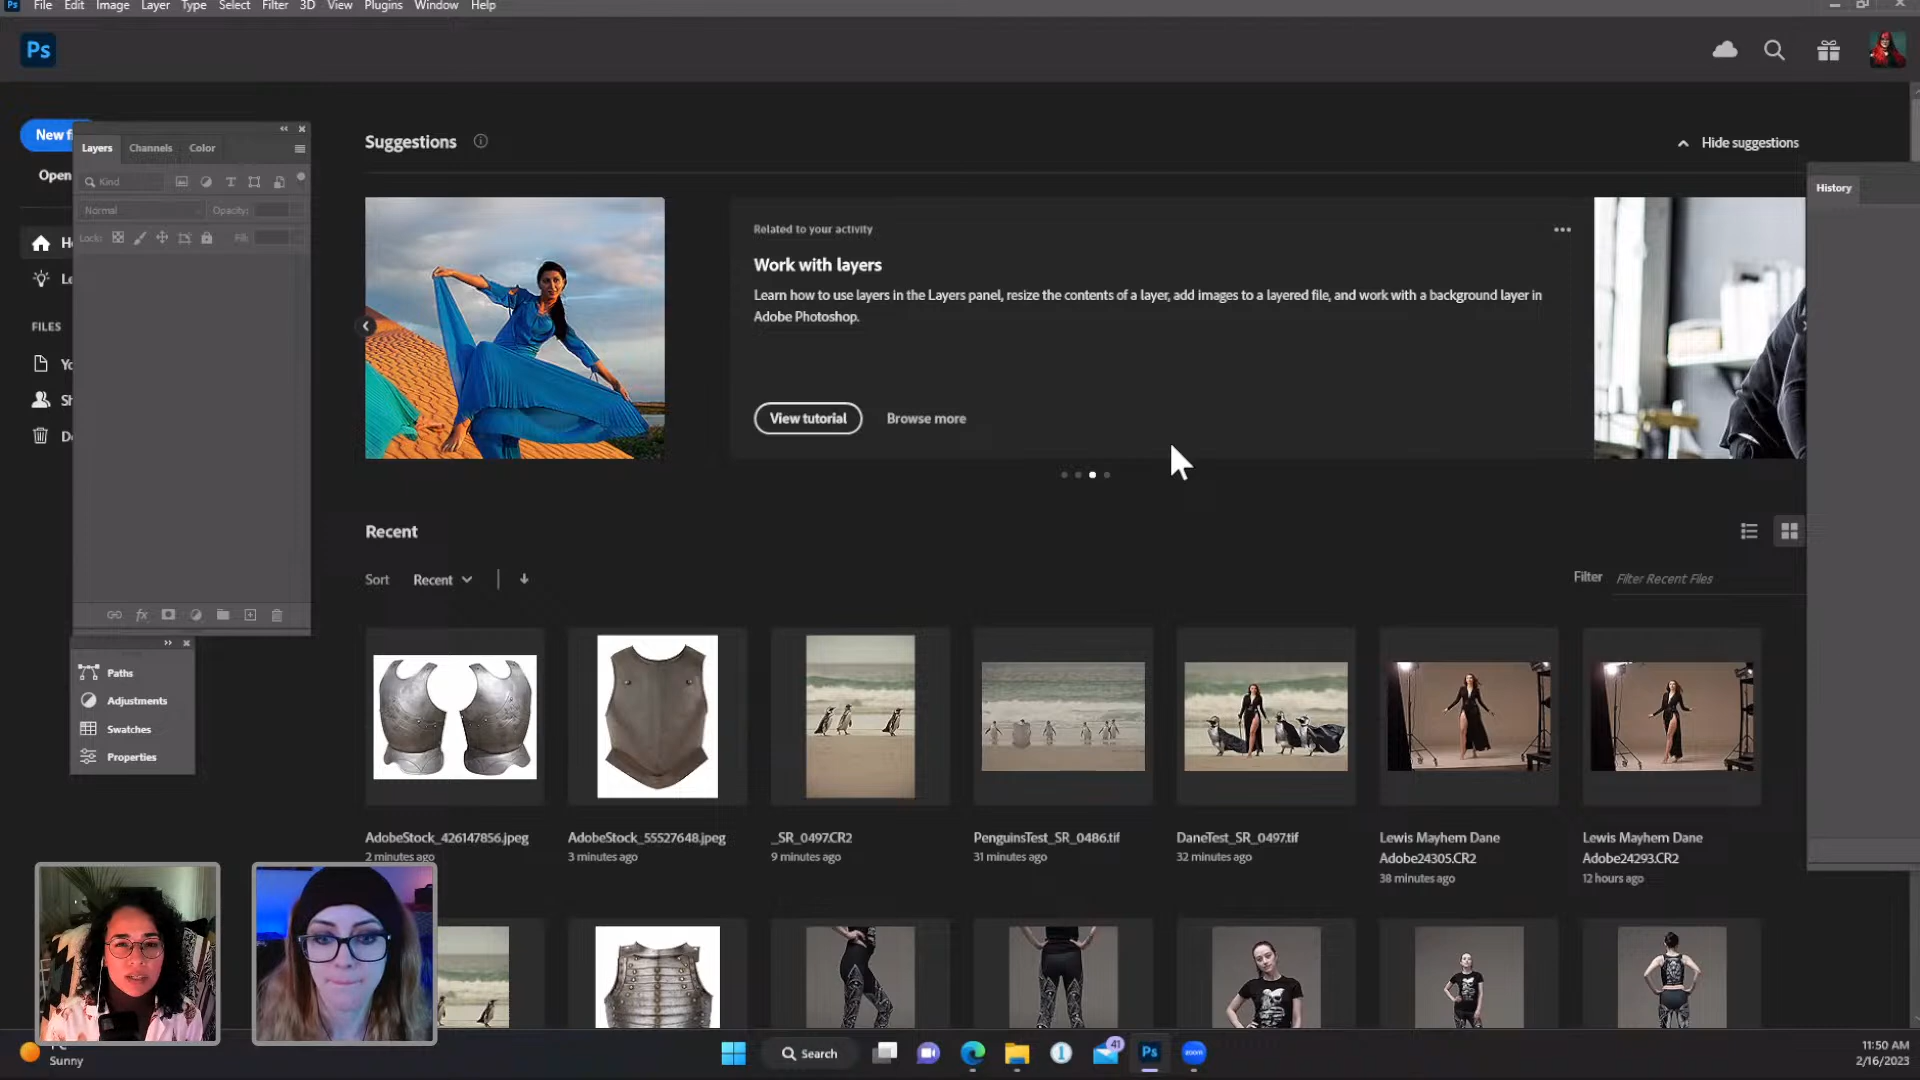 Ps File Edit Image Layer Type Select Filter 3D View Plugins Window Help
Ps
New fi
Open
FILES
Layers Channels Color
Kind
Normal Opacity:
Lock: Fill:
Paths
Adjustments
Swatches
Properties
Suggestions
Hide suggestions
Related to your activity
Work with layers
Learn how to use layers in the Layers panel, resize the contents of a layer, add images to a layered file, and work with a background layer in
Adobe Photoshop.
View tutorial Browse more
History
Recent
Sort Recent
Filter Filter Recent Files
AdobeStock_426147856.jpeg
2 minutes ago
AdobeStock_55527648.jpeg
3 minutes ago
_SR_0497.CR2
9 minutes ago
PenguinsTest_SR_0486.tif
31 minutes ago
DaneTest_SR_0497.tif
32 minutes ago
Lewis Mayhem Dane
Adobe24305.CR2
38 minutes ago
Lewis Mayhem Dane
Adobe24293.CR2
12 hours ago
Sunny
Search
41
Ps
zoom
11:50 AM
2/16/2023